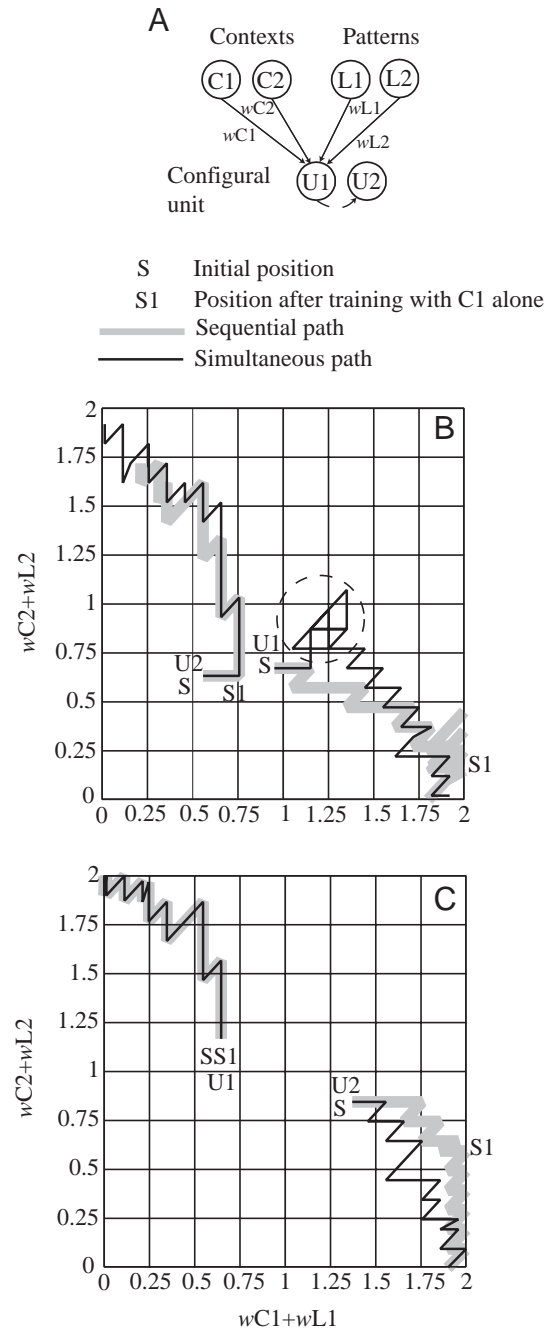 A
Contexts Patterns
C1 C2 L1 L2
wC2 wL1
wC1 wL2
Configural unit
U1 U2
S Initial position
S1 Position after training with C1 alone
Sequential path
Simultaneous path
B
2
1.75
1.5
1.25
1
0.75
0.5
0.25
0
wC2+wL2
U2
S
S1
U1
S
S1
0 0.25 0.5 0.75 1 1.25 1.5 1.75 2
C
2
1.75
1.5
1.25
1
0.75
0.5
0.25
0
wC2+wL2
SS1
U1
U2
S
S1
0 0.25 0.5 0.75 1 1.25 1.5 1.75 2
wC1+wL1